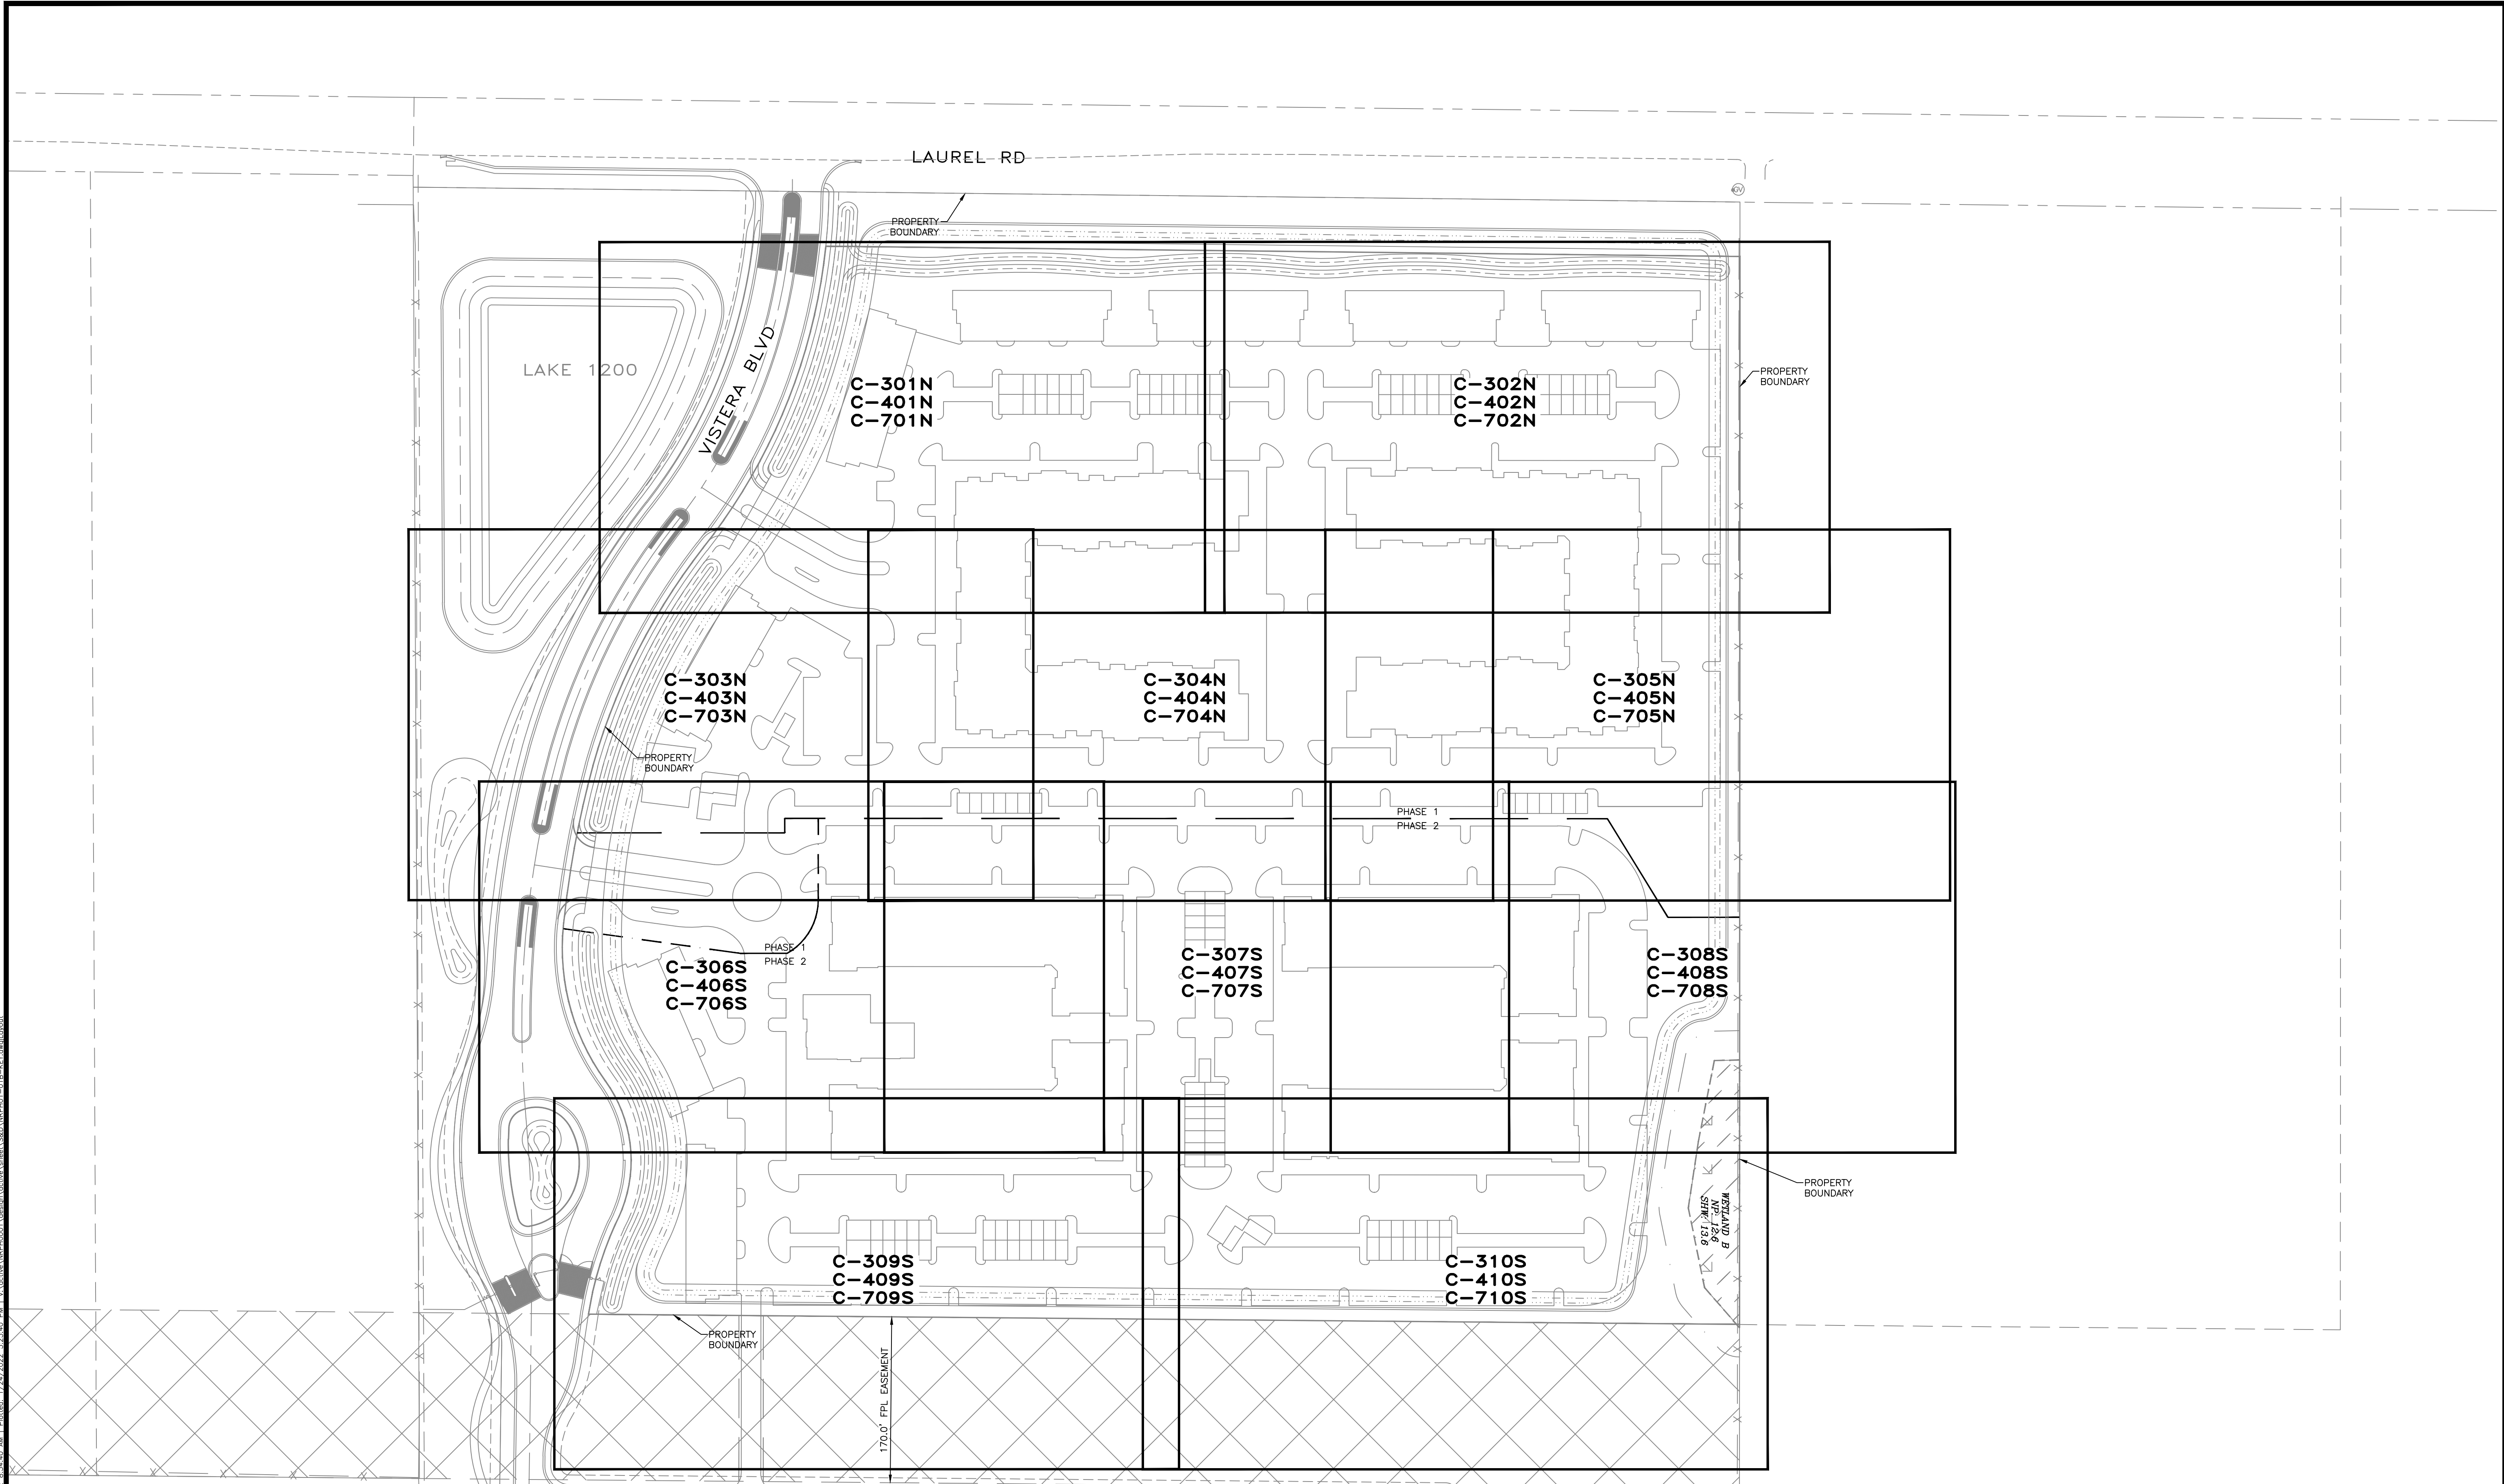 LAUREL RD
GV
PROPERTY
BOUNDARY
LAKE 1200
VISTERA BLVD
C-301N
C-401N
C-701N
C-302N
C-402N
C-702N
PROPERTY
BOUNDARY
C-303N
C-403N
C-703N
C-304N
C-404N
C-704N
C-305N
C-405N
C-705N
PROPERTY
BOUNDARY
PHASE 1
PHASE 2
PHASE 1
PHASE 2
C-306S
C-406S
C-706S
C-307S
C-407S
C-707S
C-308S
C-408S
C-708S
PROPERTY
BOUNDARY
WETLAND B
NP: 12.6
SHW: 13.6
C-309S
C-409S
C-709S
C-310S
C-410S
C-710S
PROPERTY
BOUNDARY
170.0' FPL EASEMENT